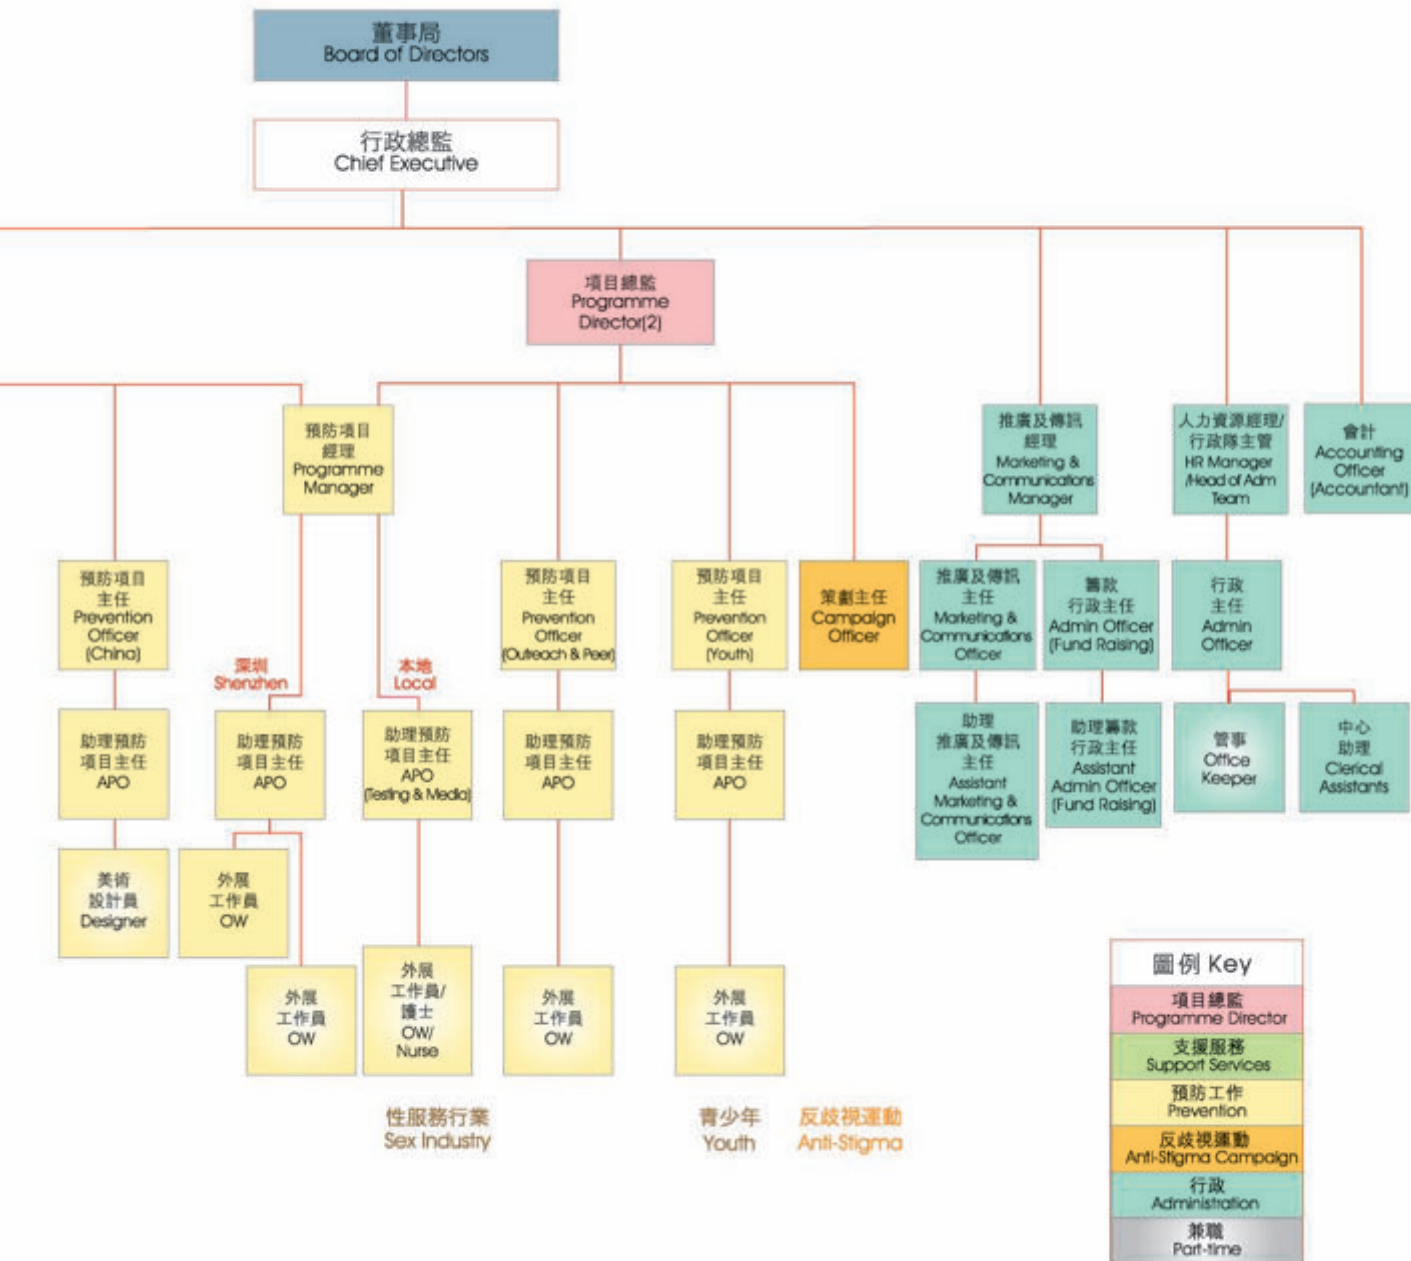 董事局
Board of Directors
行政總監
Chief Executive
項目總監
Programme
Director(2)
預防項目
經理
Programme
Manager
推廣及傳訊
經理
Marketing &
Communications
Manager
人力資源經理/
行政隊主管
HR Manager
/Head of Adm
Team
會計
Accounting
Officer
(Accountant)
預防項目
主任
Prevention
Officer
(China)
深圳
Shenzhen
本地
Local
預防項目
主任
Prevention
Officer
(Outreach & Peer)
預防項目
主任
Prevention
Officer
(Youth)
策劃主任
Campaign
Officer
推廣及傳訊
主任
Marketing &
Communications
Officer
籌款
行政主任
Admin Officer
(Fund Raising)
行政
主任
Admin
Officer
助理預防
項目主任
APO
助理預防
項目主任
APO
助理預防
項目主任
APO
(Testing & Media)
助理預防
項目主任
APO
助理預防
項目主任
APO
助理
推廣及傳訊
主任
Assistant
Marketing &
Communications
Officer
助理籌款
行政主任
Assistant
Admin Officer
(Fund Raising)
管事
Office
Keeper
中心
助理
Clerical
Assistants
美術
設計員
Designer
外展
工作員
OW
外展
工作員
OW
外展
工作員/
護士
OW/
Nurse
外展
工作員
OW
外展
工作員
OW
性服務行業
Sex Industry
青少年
Youth
反歧視運動
Anti-Stigma
圖例 Key
項目總監
Programme Director
支援服務
Support Services
預防工作
Prevention
反歧視運動
Anti-Stigma Campaign
行政
Administration
兼職
Part-time